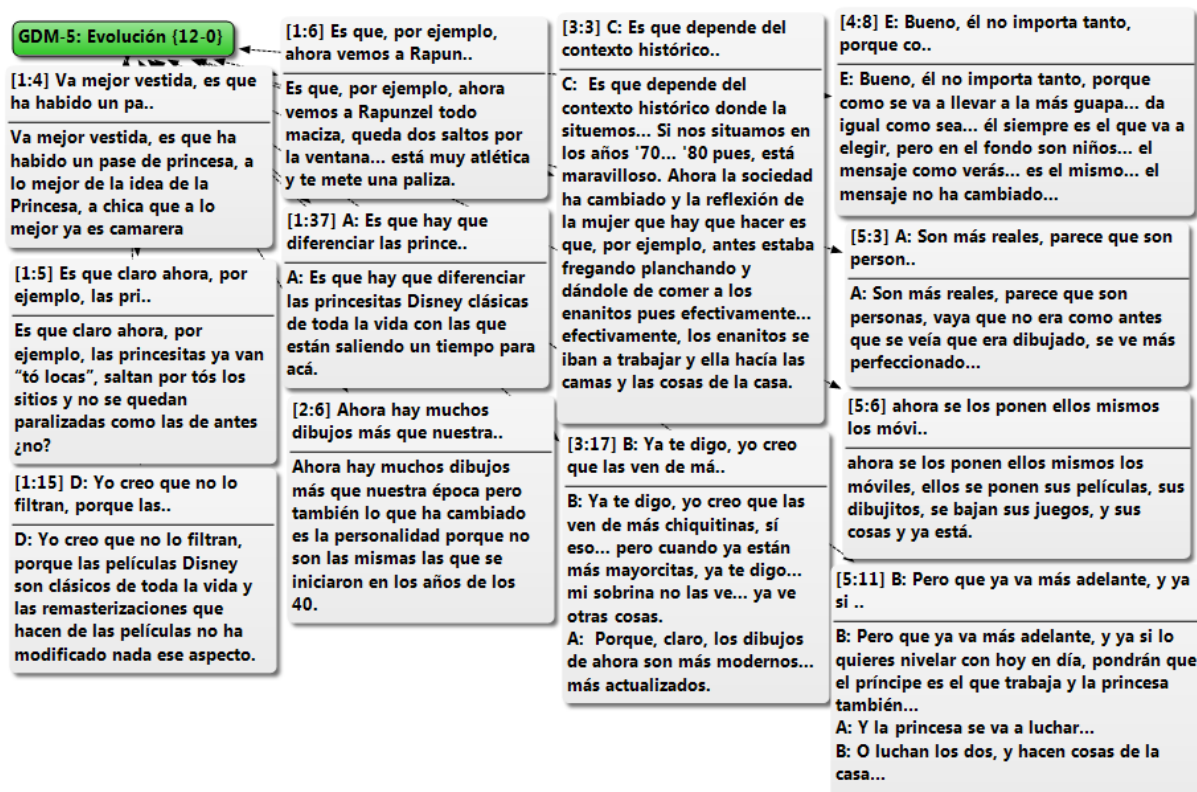 GDM-5: Evolución {12-0}
[1:4] Va mejor vestida, es que
ha habido un pa..
Va mejor vestida, es que ha
habido un pase de princesa, a
lo mejor de la idea de la
Princesa, a chica que a lo
mejor ya es camarera
[1:5] Es que claro ahora, por
ejemplo, las pri..
Es que claro ahora, por
ejemplo, las princesitas ya van
“tó locas”, saltan por tós los
sitios y no se quedan
paralizadas como las de antes
¿no?
[1:15] D: Yo creo que no lo
filtran, porque las..
D: Yo creo que no lo filtran,
porque las películas Disney
son clásicos de toda la vida y
las remasterizaciones que
hacen de las películas no ha
modificado nada ese aspecto.
[1:6] Es que, por ejemplo,
ahora vemos a Rapun..
Es que, por ejemplo, ahora
vemos a Rapunzel todo
maciza, queda dos saltos por
la ventana... está muy atlética
y te mete una paliza.
[1:37] A: Es que hay que
diferenciar las prince..
A: Es que hay que diferenciar
las princesitas Disney clásicas
de toda la vida con las que
están saliendo un tiempo para
acá.
[2:6] Ahora hay muchos
dibujos más que nuestra..
Ahora hay muchos dibujos
más que nuestra época pero
también lo que ha cambiado
es la personalidad porque no
son las mismas las que se
iniciaron en los años de los
40.
[3:3] C: Es que depende del
contexto histórico..
C: Es que depende del
contexto histórico donde la
situemos... Si nos situamos en
los años '70... '80 pues, está
maravilloso. Ahora la sociedad
ha cambiado y la reflexión de
la mujer que hay que hacer es
que, por ejemplo, antes estaba
fregando planchando y
dándole de comer a los
enanitos pues efectivamente...
efectivamente, los enanitos se
iban a trabajar y ella hacía las
camas y las cosas de la casa.
[3:17] B: Ya te digo, yo creo
que las ven de má..
B: Ya te digo, yo creo que las
ven de más chiquitinas, sí
eso... pero cuando ya están
más mayorcitas, ya te digo...
mi sobrina no las ve... ya ve
otras cosas.
A: Porque, claro, los dibujos
de ahora son más modernos...
más actualizados.
[4:8] E: Bueno, él no importa tanto,
porque co..
E: Bueno, él no importa tanto, porque
como se va a llevar a la más guapa... da
igual como sea... él siempre es el que va a
elegir, pero en el fondo son niños... el
mensaje como verás... es el mismo... el
mensaje no ha cambiado...
[5:3] A: Son más reales, parece que son
person..
A: Son más reales, parece que son
personas, vaya que no era como antes
que se veía que era dibujado, se ve más
perfeccionado...
[5:6] ahora se los ponen ellos mismos
los móvi..
ahora se los ponen ellos mismos los
móviles, ellos se ponen sus películas, sus
dibujitos, se bajan sus juegos, y sus
cosas y ya está.
[5:11] B: Pero que ya va más adelante, y ya
si ..
B: Pero que ya va más adelante, y ya si lo
quieres nivelar con hoy en día, pondrán que
el príncipe es el que trabaja y la princesa
también...
A: Y la princesa se va a luchar...
B: O luchan los dos, y hacen cosas de la
casa...